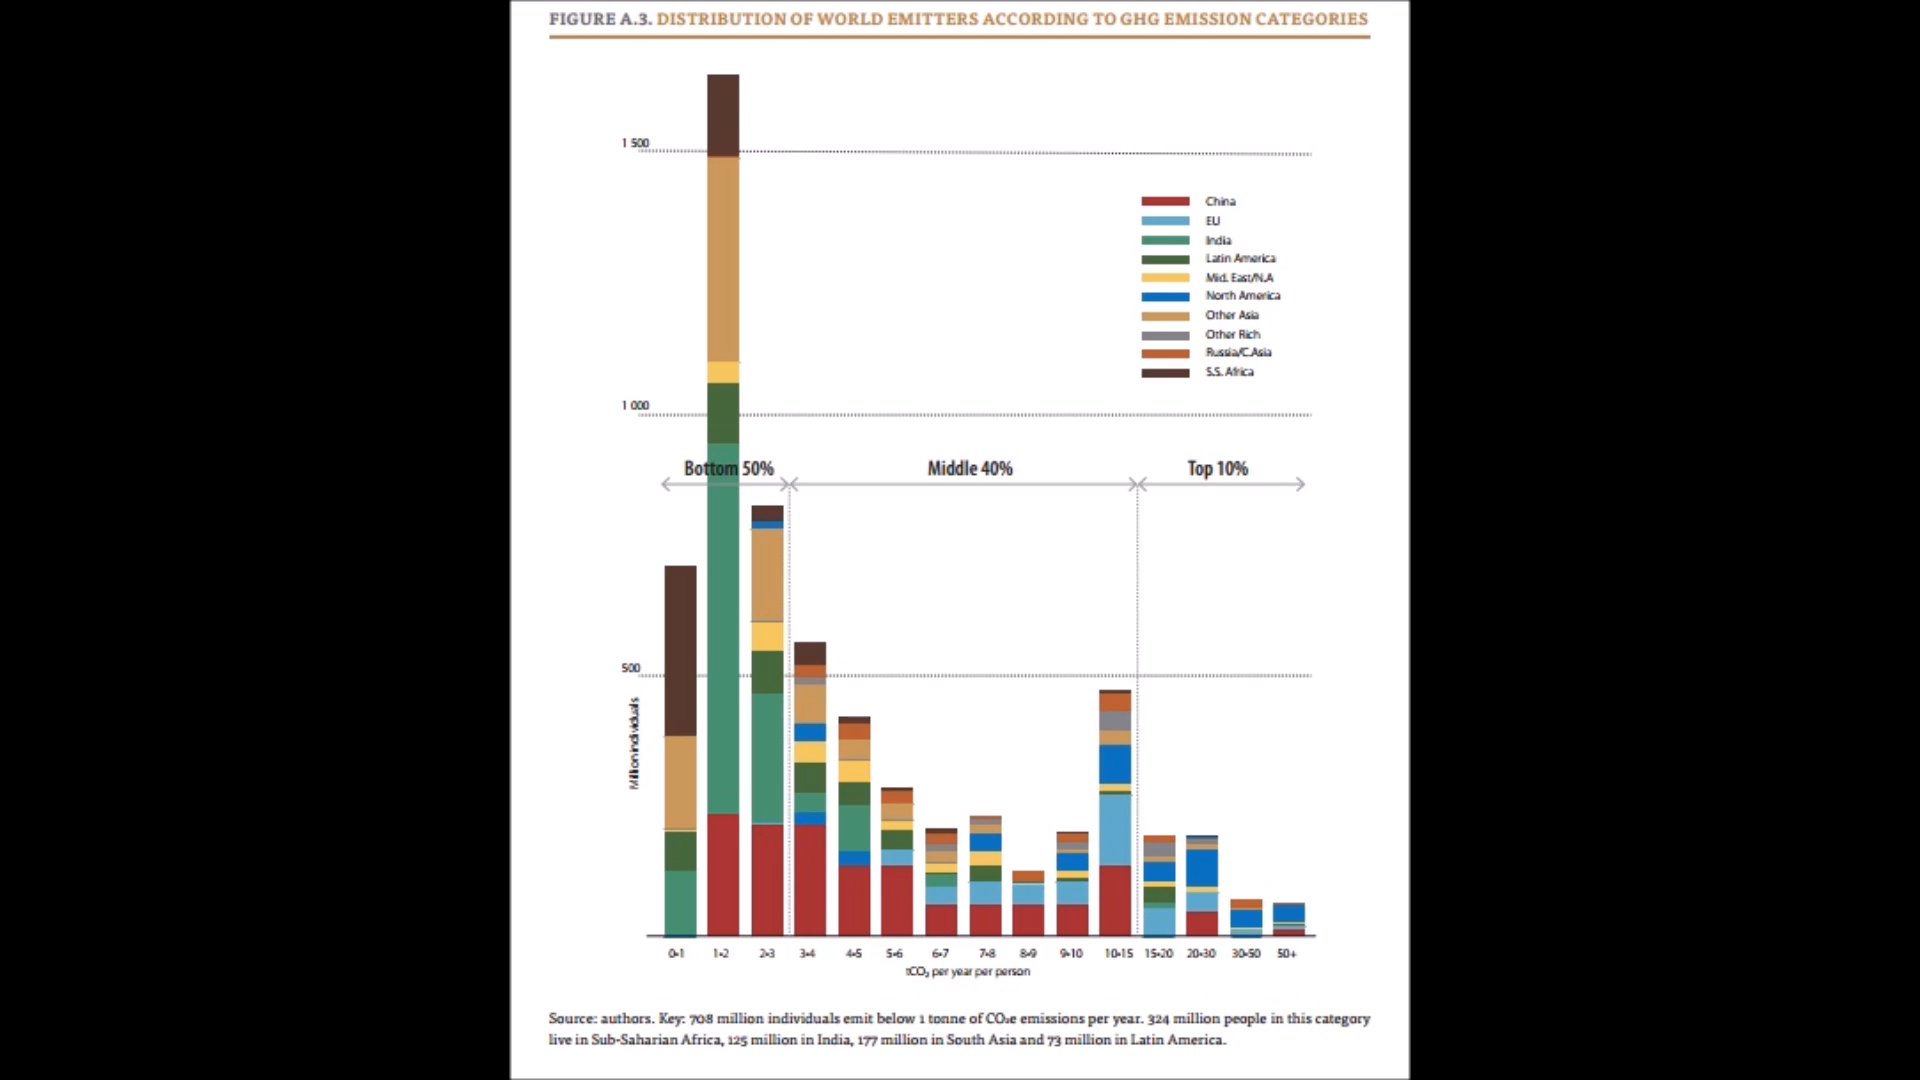 FIGURE A.3. DISTRIBUTION OF WORLD EMITTERS ACCORDING TO GHG EMISSION CATEGORIES
1 500
China
EU
India
Latin America
Mid. East/N.A
North America
Other Asia
Other Rich
Russia/C.Asia
S.S. Africa
1 000
Bottom 50%
Middle 40%
Top 10%
500
Million individuals
0-1
1-2
2-3
3-4
4-5
5-6
6-7
7-8
8-9
9-10
10-15
15-20
20-30
30-50
50+
tCO₂ per year per person
Source: authors. Key: 708 million individuals emit below 1 tonne of CO₂e emissions per year. 324 million people in this category
live in Sub-Saharian Africa, 125 million in India, 177 million in South Asia and 73 million in Latin America.